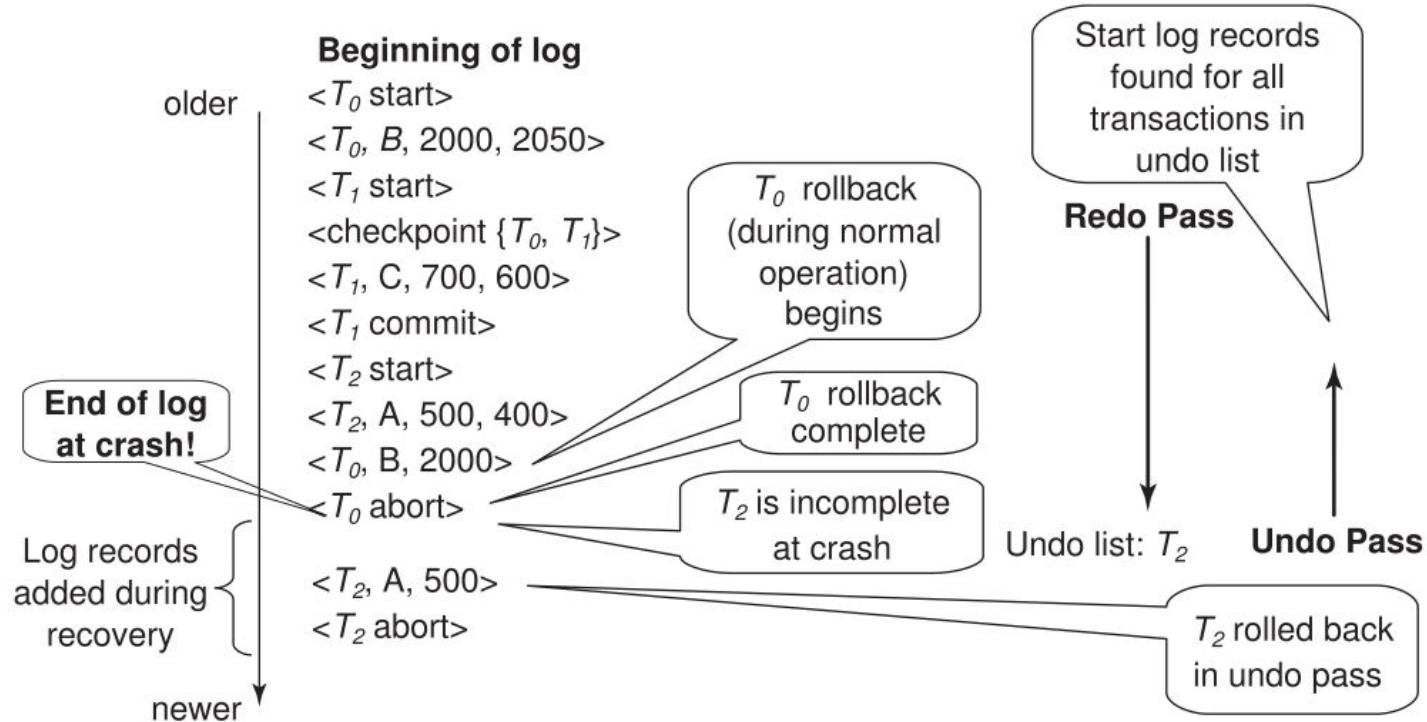 Beginning of log
older
<T0 start>
<T0, B, 2000, 2050>
<T1 start>
<checkpoint {T0, T1}>
<T1, C, 700, 600>
<T1 commit>
<T2 start>
<T2, A, 500, 400>
<T0, B, 2000>
<T0 abort>
<T2, A, 500>
<T2 abort>
newer
End of log
at crash!
Log records
added during
recovery
T0 rollback
(during normal
operation)
begins
T0 rollback
complete
T2 is incomplete
at crash
Start log records
found for all
transactions in
undo list
Redo Pass
Undo list: T2
Undo Pass
T2 rolled back
in undo pass